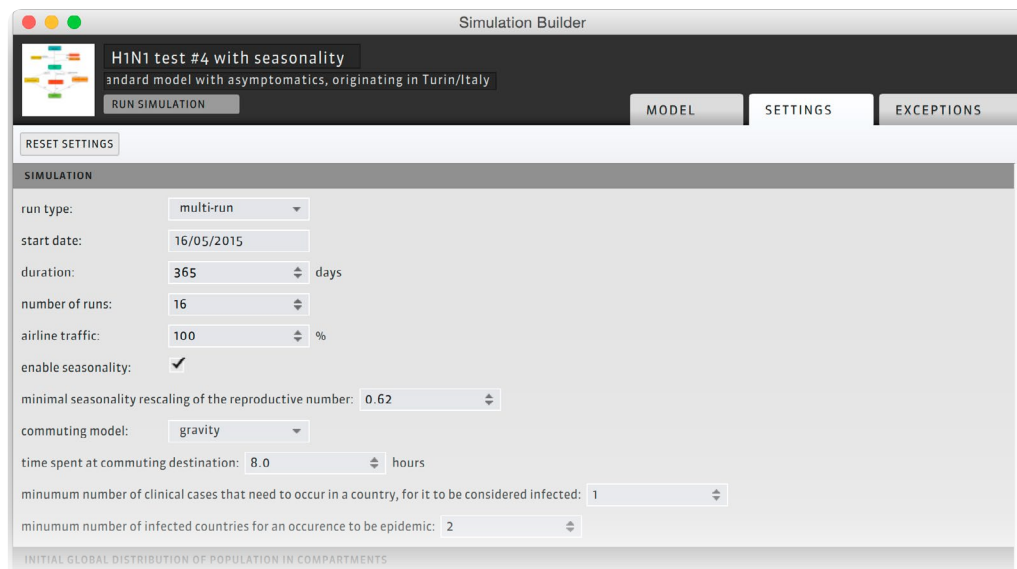 Simulation Builder
H1N1 test #4 with seasonality
andard model with asymptomatics, originating in Turin/Italy
RUN SIMULATION
MODEL SETTINGS EXCEPTIONS
RESET SETTINGS
SIMULATION
run type: multi-run
start date: 16/05/2015
duration: 365 days
number of runs: 16
airline traffic: 100 %
enable seasonality: ✓
minimal seasonality rescaling of the reproductive number: 0.62
commuting model: gravity
time spent at commuting destination: 8.0 hours
minumum number of clinical cases that need to occur in a country, for it to be considered infected: 1
minumum number of infected countries for an occurence to be epidemic: 2
INITIAL GLOBAL DISTRIBUTION OF POPULATION IN COMPARTMENTS